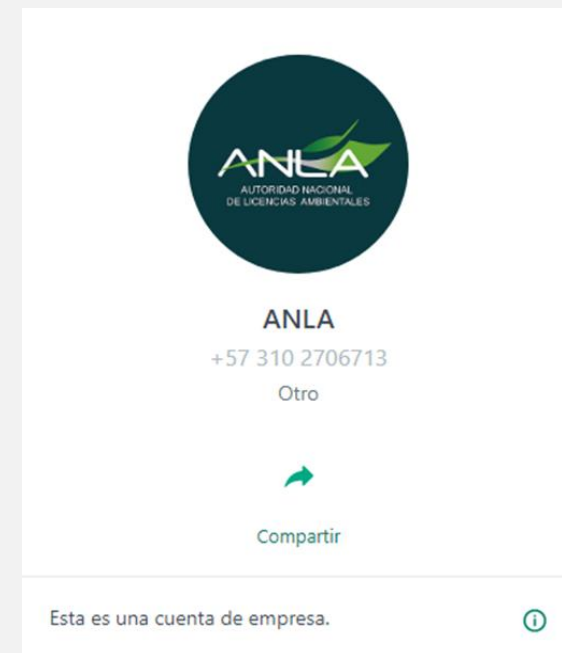 ANLA
AUTORIDAD NACIONAL
DE LICENCIAS AMBIENTALES
ANLA
+57 310 2706713
Otro
Compartir
Esta es una cuenta de empresa.